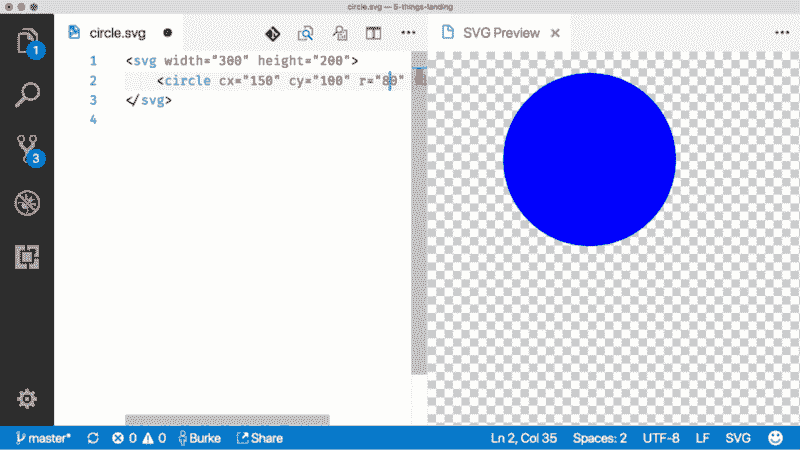 circle.svg — 5-things-landing
circle.svg
SVG Preview
1
1 <svg width="300" height="200">
2 <circle cx="150" cy="100" r="80"
3 </svg>
4
3
master* 0 0 Burke Share Ln 2, Col 35 Spaces: 2 UTF-8 LF SVG